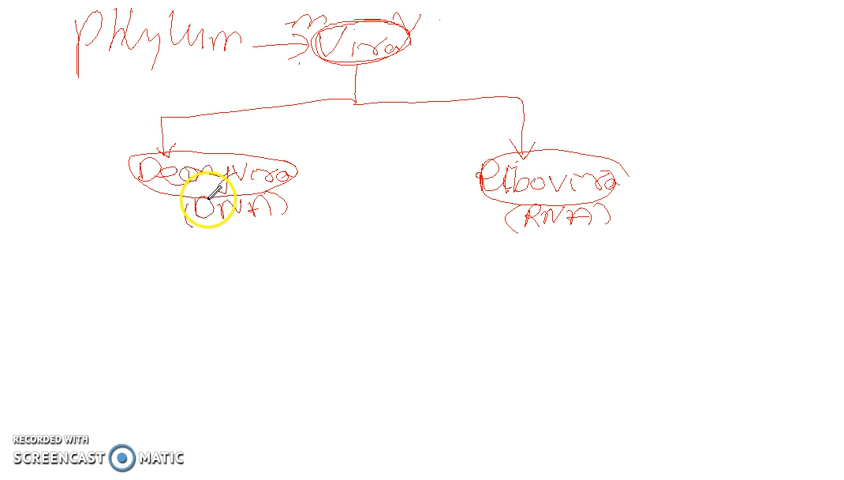 Phylum → Vira
Deoxyvira Ribovira
(DNA) (RNA)
RECORDED WITH
SCREENCAST MATIC